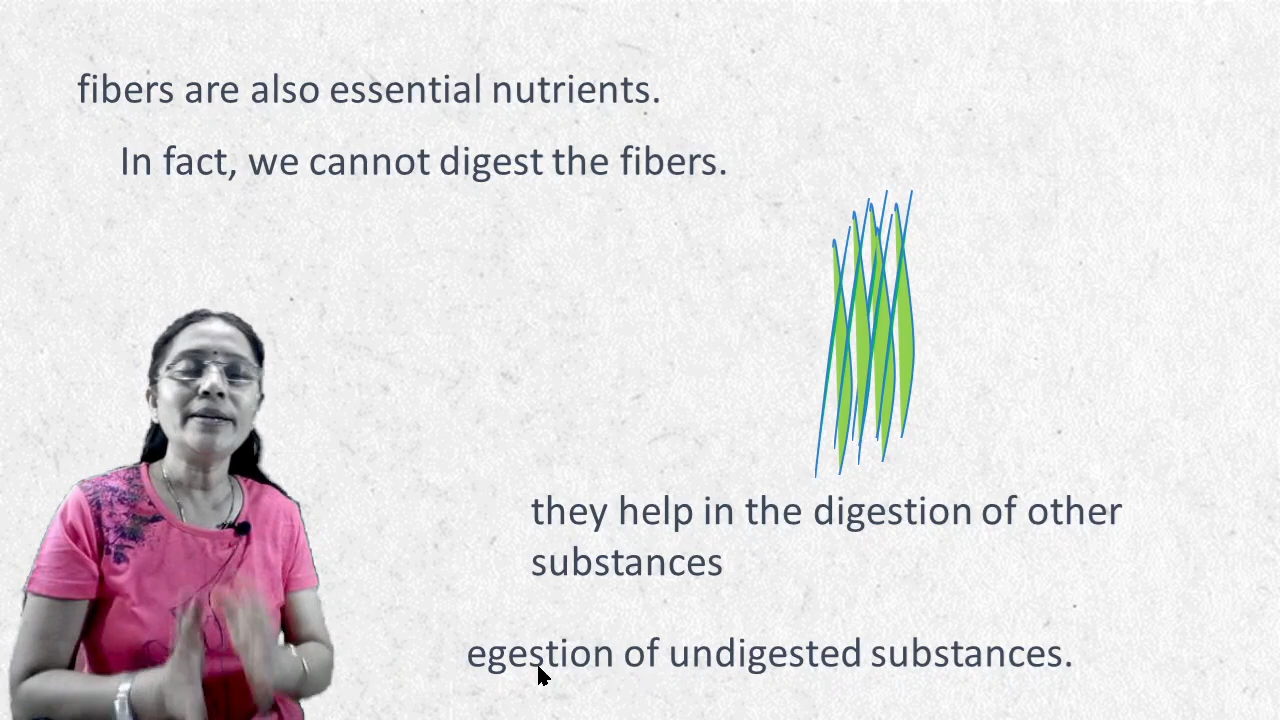 fibers are also essential nutrients.
In fact, we cannot digest the fibers.
they help in the digestion of other
substances
egestion of undigested substances.